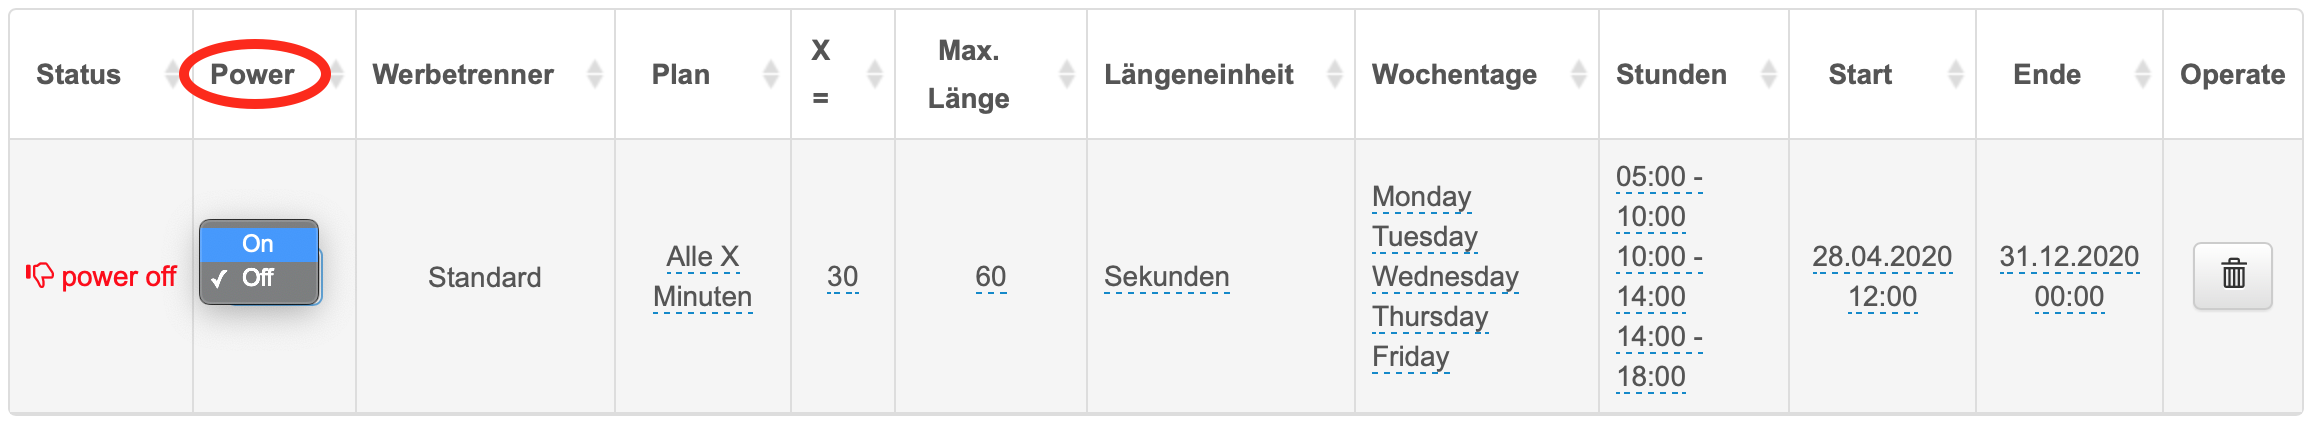 Status Power Werbetrenner Plan X = Max. Länge Längeneinheit Wochentage Stunden Start Ende Operate
power off
On
✓ Off
Standard
Alle X
Minuten
30
60
Sekunden
Monday
Tuesday
Wednesday
Thursday
Friday
05:00 -
10:00
10:00 -
14:00
14:00 -
18:00
28.04.2020
12:00
31.12.2020
00:00